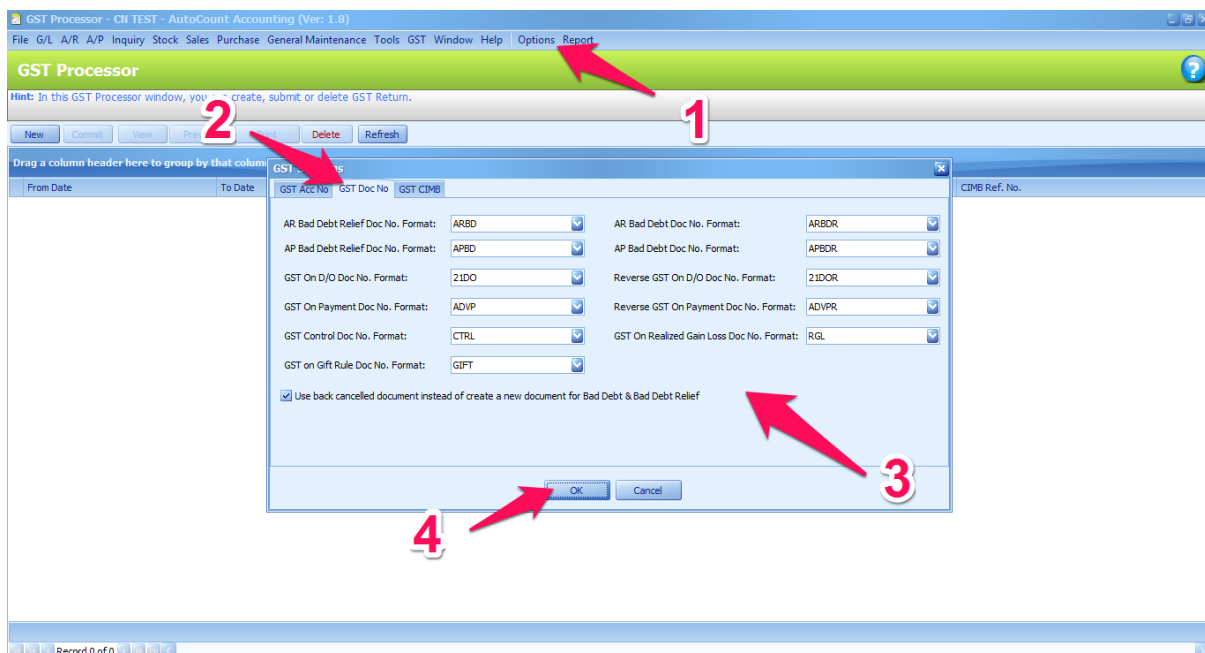 GST Processor - CN TEST - AutoCount Accounting (Ver: 1.8)
File G/L A/R A/P Inquiry Stock Sales Purchase General Maintenance Tools GST Window Help Options Report
GST Processor
?
Hint: In this GST Processor window, you create, submit or delete GST Return.
1
2
New Commit View Delete Refresh
Drag a column header here to group by that
GST
From Date To Date CIMB Ref. No.
GST Acc No GST Doc No GST CIMB
AR Bad Debt Relief Doc No. Format: ARBD AR Bad Debt Doc No. Format: ARBDR
AP Bad Debt Relief Doc No. Format: APBD AP Bad Debt Doc No. Format: APBDR
GST On D/O Doc No. Format: 21DO Reverse GST On D/O Doc No. Format: 21DOR
GST On Payment Doc No. Format: ADVP Reverse GST On Payment Doc No. Format: ADVPR
GST Control Doc No. Format: CTRL GST On Realized Gain Loss Doc No. Format: RGL
GST on Gift Rule Doc No. Format: GIFT
Use back cancelled document instead of create a new document for Bad Debt & Bad Debt Relief
3
OK Cancel
4
Record 0 of 0